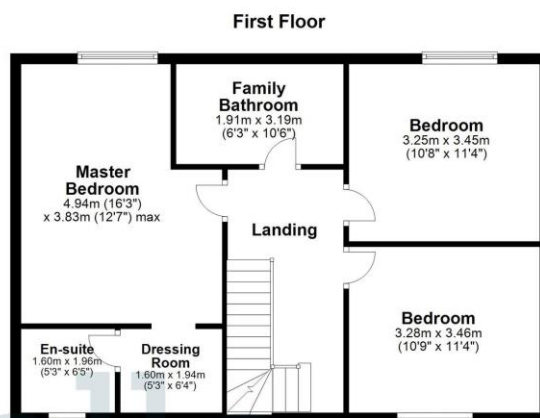 First Floor
Family
Bathroom
1.91m x 3.19m
(6'3" x 10'6")
Bedroom
3.25m x 3.45m
(10'8" x 11'4")
Master
Bedroom
4.94m (16'3")
x 3.83m (12'7") max
Landing
Bedroom
3.28m x 3.46m
(10'9" x 11'4")
En-suite
1.60m x 1.96m
(5'3" x 6'5")
Dressing
Room
1.60m x 1.94m
(5'3" x 6'4")